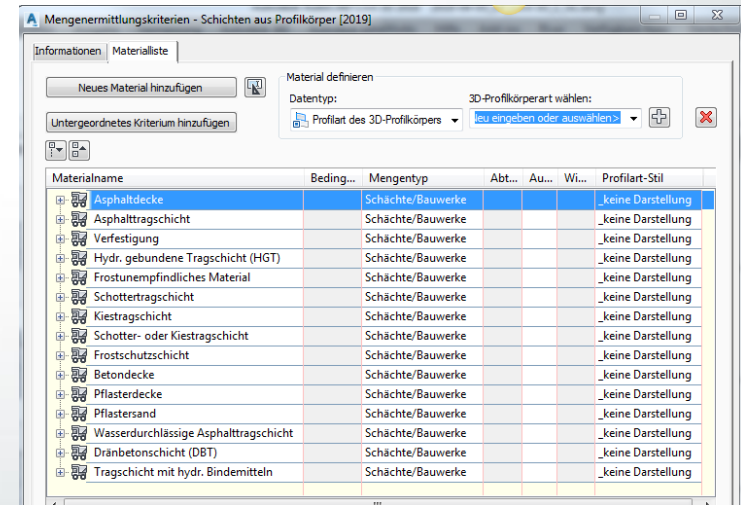 Mengenermittlungskriterien - Schichten aus Profilkörper [2019]
Informationen Materialliste
Neues Material hinzufügen
Material definieren
Datentyp: 3D-Profilkörperart wählen:
Untergeordnetes Kriterium hinzufügen Profilart des 3D-Profilkörpers eu eingeben oder auswählen>
Materialname Beding... Mengentyp Abt... Au... Wi... Profilart-Stil
Asphaltdecke Schächte/Bauwerke _keine Darstellung
Asphalttragschicht Schächte/Bauwerke _keine Darstellung
Verfestigung Schächte/Bauwerke _keine Darstellung
Hydr. gebundene Tragschicht (HGT) Schächte/Bauwerke _keine Darstellung
Frostunempfindliches Material Schächte/Bauwerke _keine Darstellung
Schottertragschicht Schächte/Bauwerke _keine Darstellung
Kiestragschicht Schächte/Bauwerke _keine Darstellung
Schotter- oder Kiestragschicht Schächte/Bauwerke _keine Darstellung
Frostschutzschicht Schächte/Bauwerke _keine Darstellung
Betondecke Schächte/Bauwerke _keine Darstellung
Pflasterdecke Schächte/Bauwerke _keine Darstellung
Pflastersand Schächte/Bauwerke _keine Darstellung
Wasserdurchlässige Asphalttragschicht Schächte/Bauwerke _keine Darstellung
Dränbetonschicht (DBT) Schächte/Bauwerke _keine Darstellung
Tragschicht mit hydr. Bindemitteln Schächte/Bauwerke _keine Darstellung